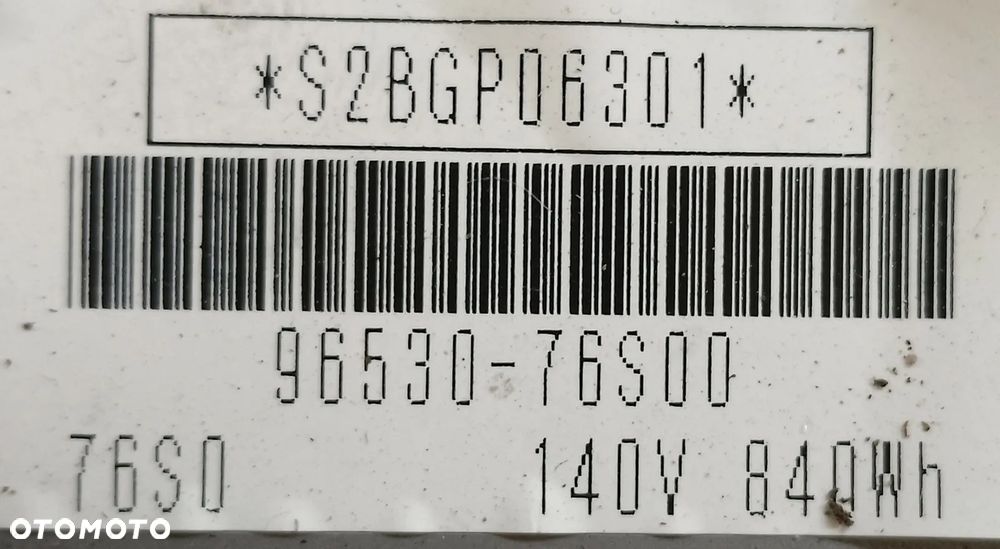 *S2BGP06301*
96530-76S00
76S0 140V 840Wh
OTOMOTO